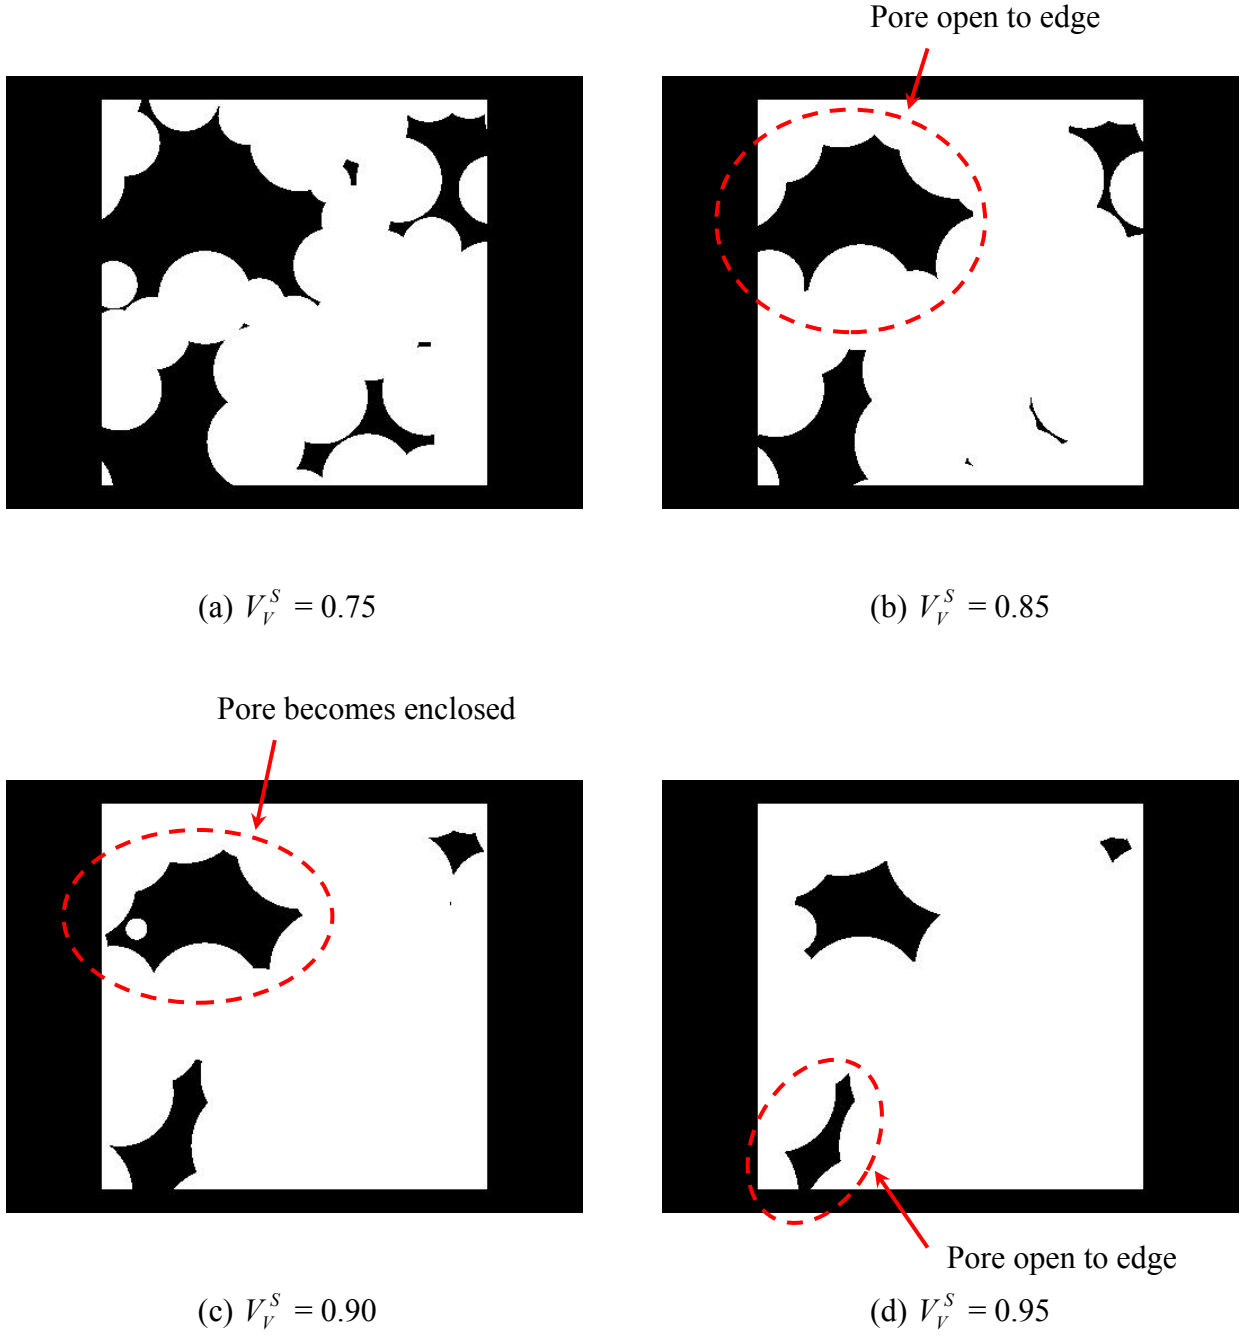 Pore open to edge
(a) V_V^S = 0.75
(b) V_V^S = 0.85
Pore becomes enclosed
Pore open to edge
(c) V_V^S = 0.90
(d) V_V^S = 0.95